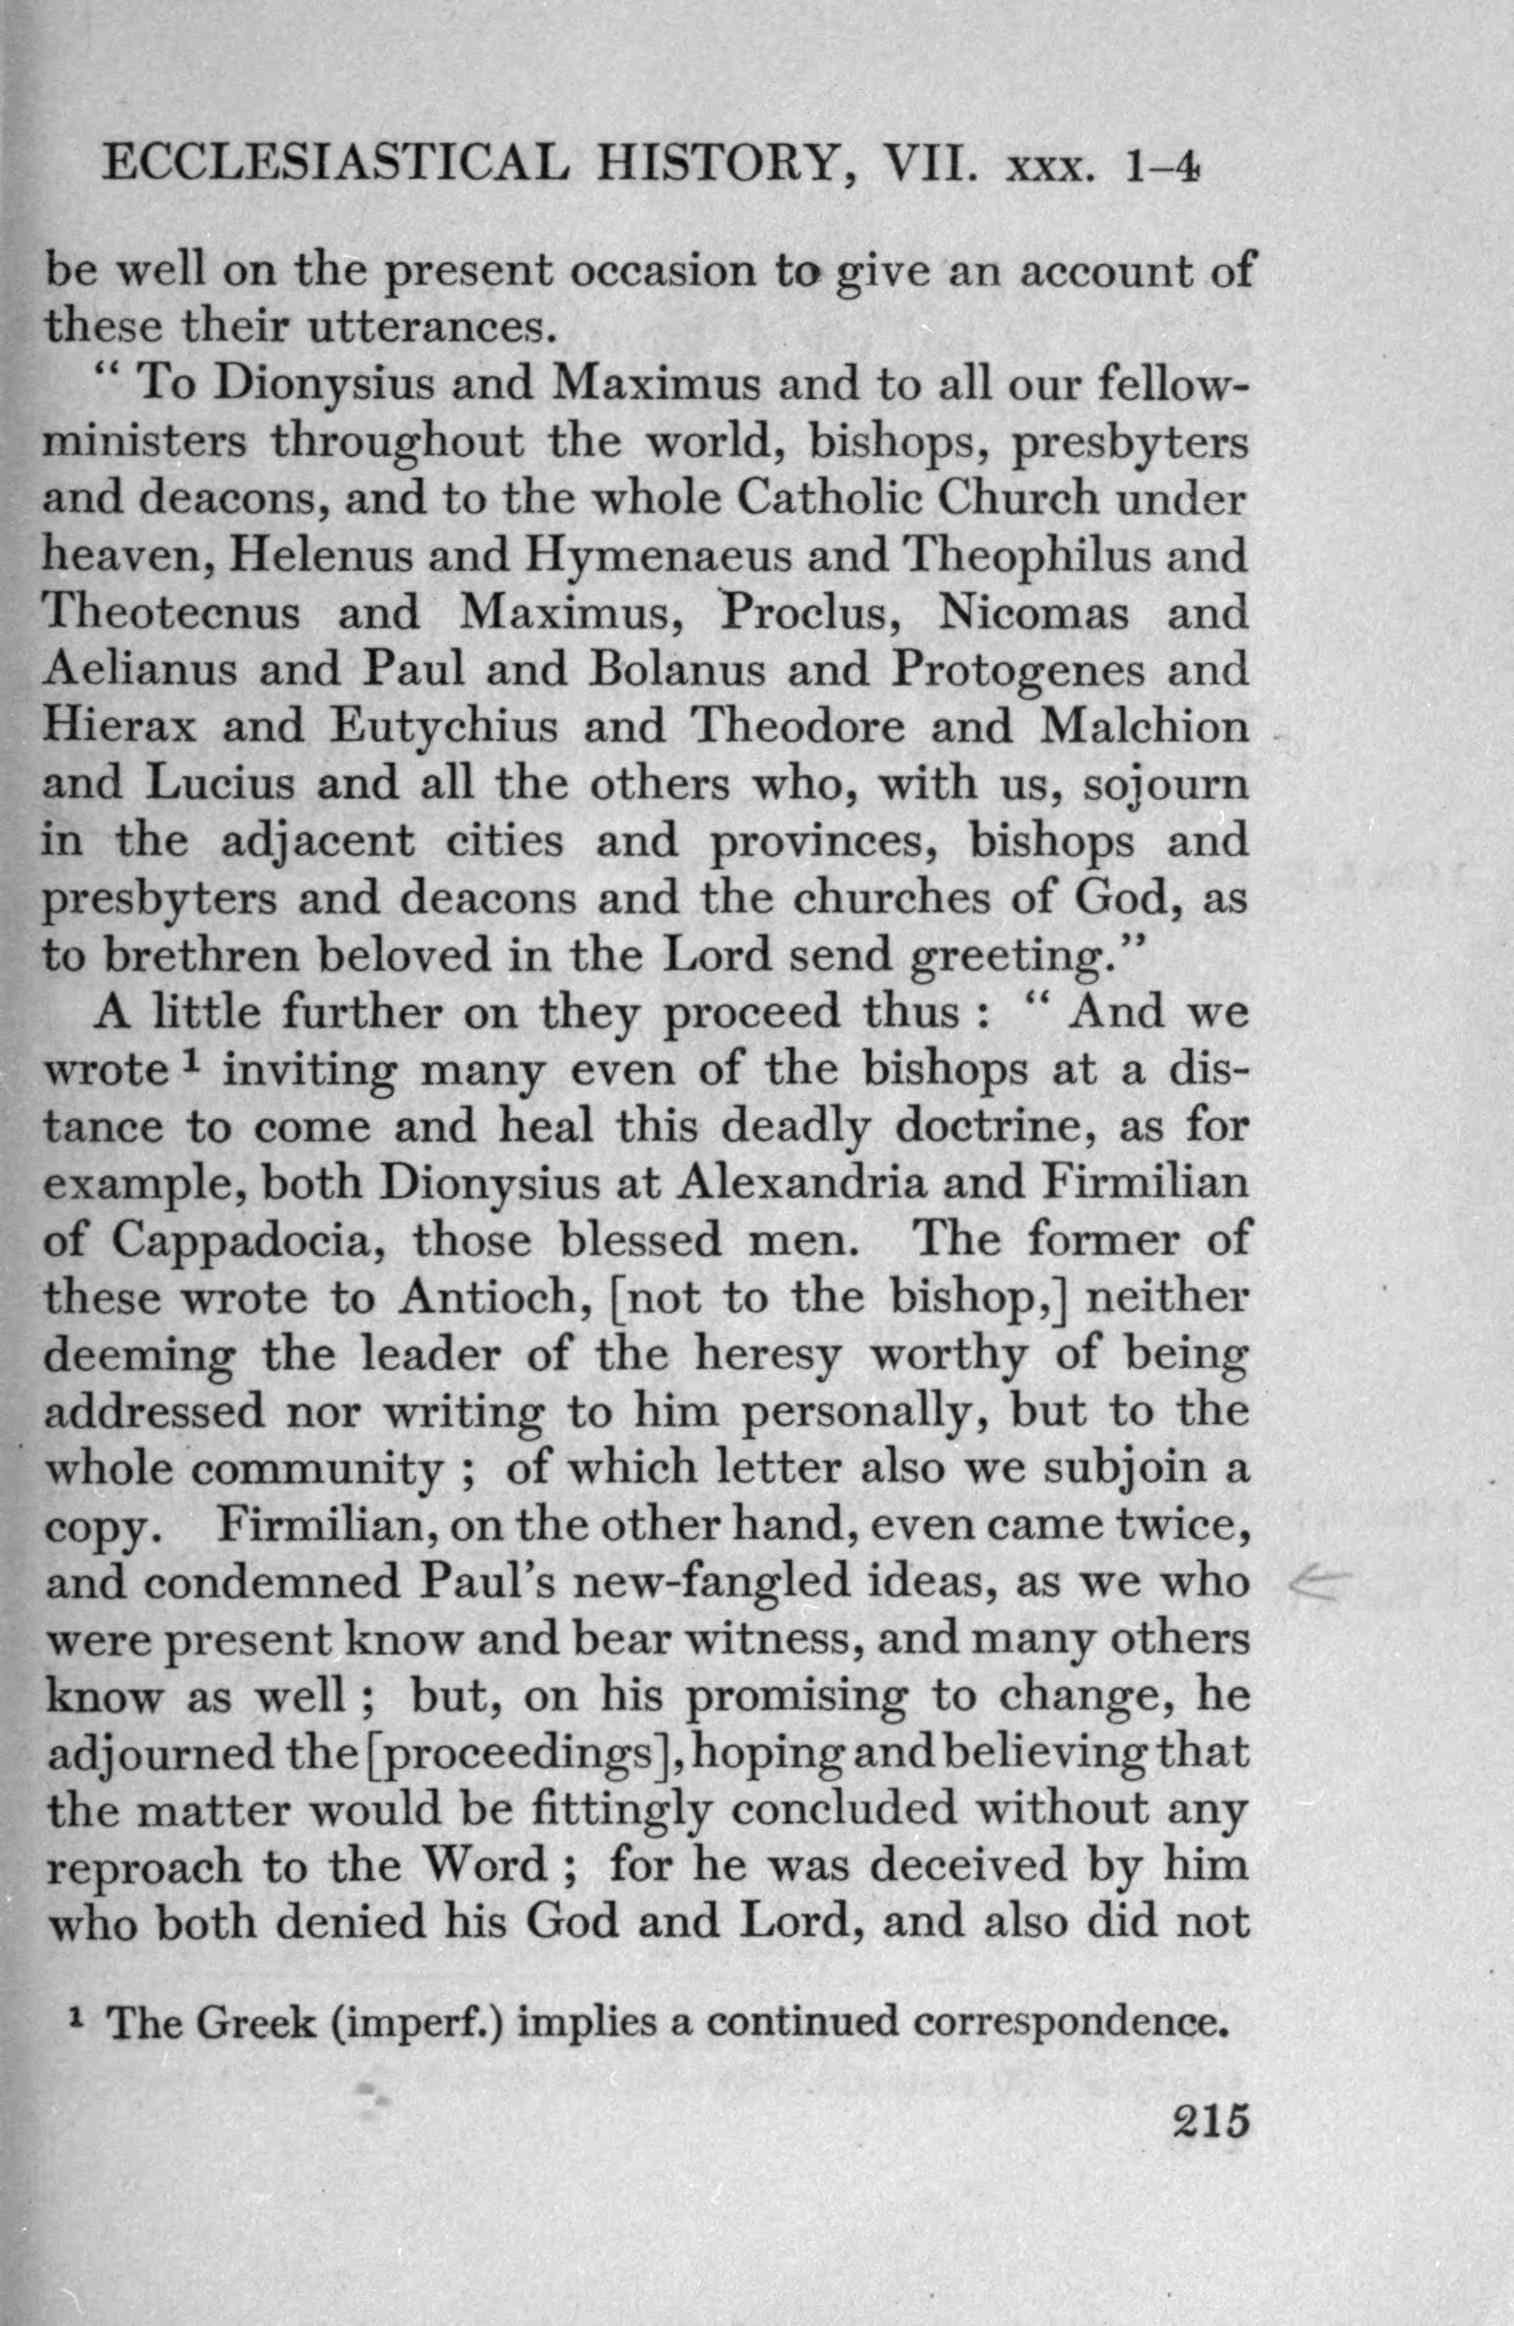 ECCLESIASTICAL HISTORY, VII. xxx. 1–4
be well on the present occasion to give an account of
these their utterances.
“ To Dionysius and Maximus and to all our fellow-
ministers throughout the world, bishops, presbyters
and deacons, and to the whole Catholic Church under
heaven, Helenus and Hymenaeus and Theophilus and
Theotecnus and Maximus, Proclus, Nicomas and
Aelianus and Paul and Bolanus and Protogenes and
Hierax and Eutychius and Theodore and Malchion
and Lucius and all the others who, with us, sojourn
in the adjacent cities and provinces, bishops and
presbyters and deacons and the churches of God, as
to brethren beloved in the Lord send greeting.”
A little further on they proceed thus : “ And we
wrote ¹ inviting many even of the bishops at a dis-
tance to come and heal this deadly doctrine, as for
example, both Dionysius at Alexandria and Firmilian
of Cappadocia, those blessed men. The former of
these wrote to Antioch, [not to the bishop,] neither
deeming the leader of the heresy worthy of being
addressed nor writing to him personally, but to the
whole community ; of which letter also we subjoin a
copy. Firmilian, on the other hand, even came twice,
and condemned Paul’s new-fangled ideas, as we who
were present know and bear witness, and many others
know as well ; but, on his promising to change, he
adjourned the [proceedings], hoping and believing that
the matter would be fittingly concluded without any
reproach to the Word ; for he was deceived by him
who both denied his God and Lord, and also did not
¹ The Greek (imperf.) implies a continued correspondence.
215